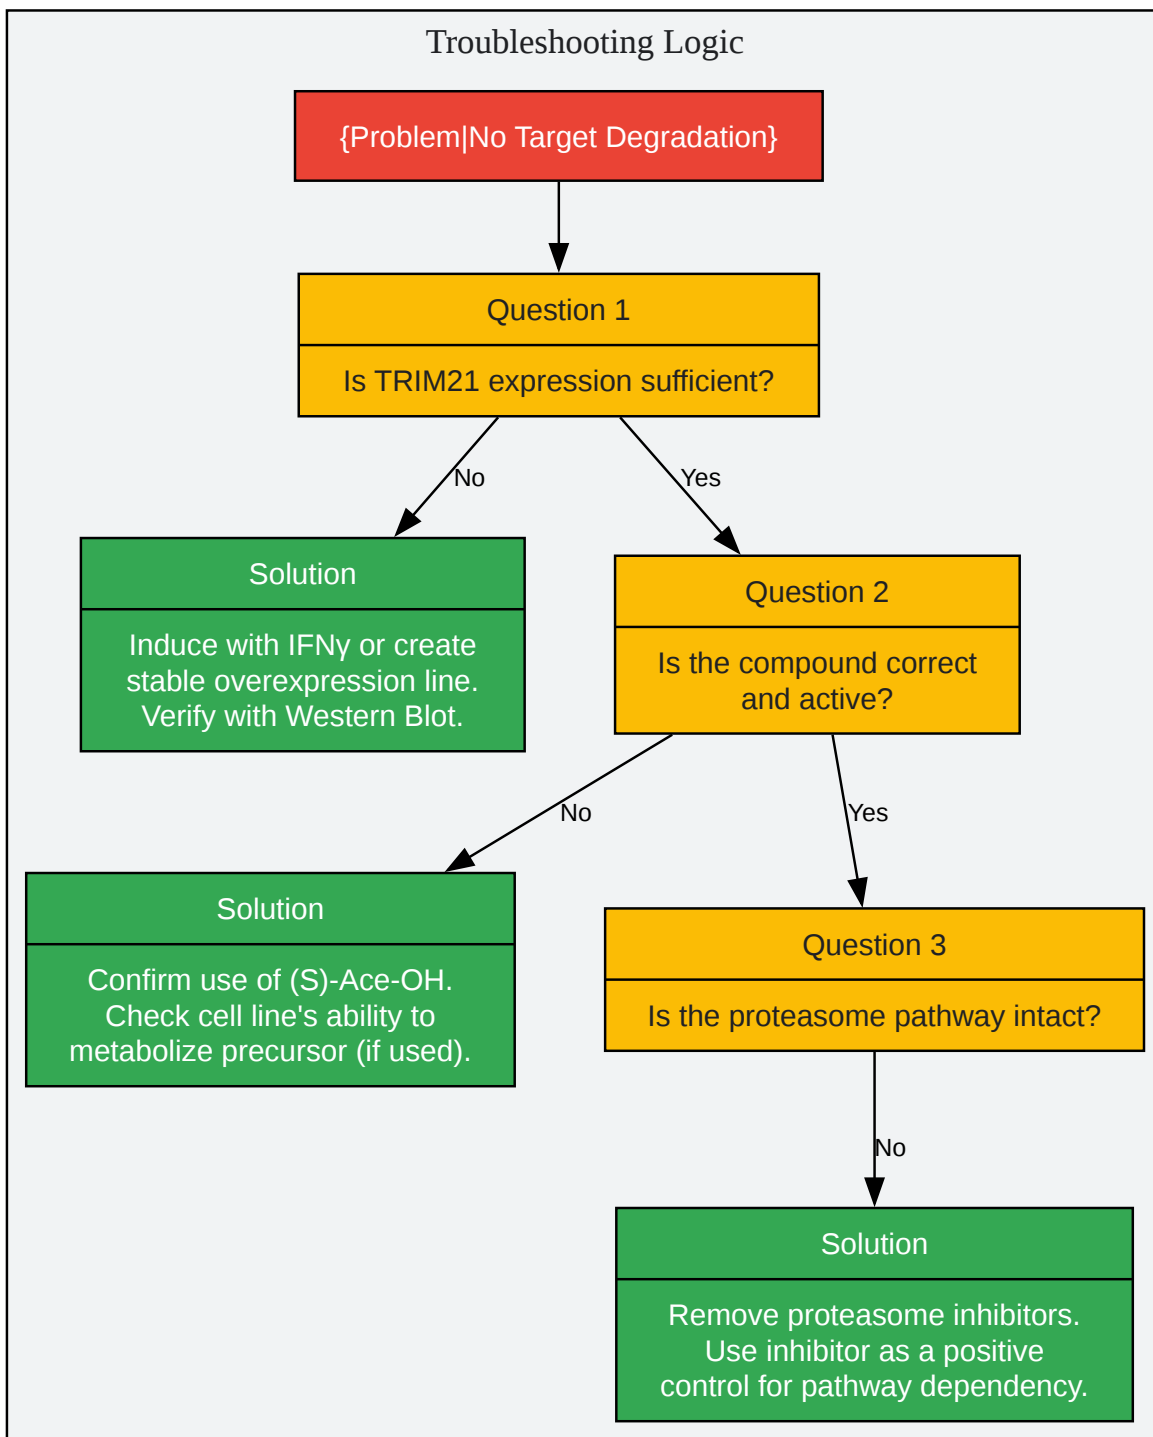 Troubleshooting Logic
{Problem|No Target Degradation}
Question 1
Is TRIM21 expression sufficient?
No
Yes
Solution
Induce with IFNγ or create
stable overexpression line.
Verify with Western Blot.
Question 2
Is the compound correct
and active?
No
Yes
Solution
Confirm use of (S)-Ace-OH.
Check cell line's ability to
metabolize precursor (if used).
Question 3
Is the proteasome pathway intact?
No
Solution
Remove proteasome inhibitors.
Use inhibitor as a positive
control for pathway dependency.